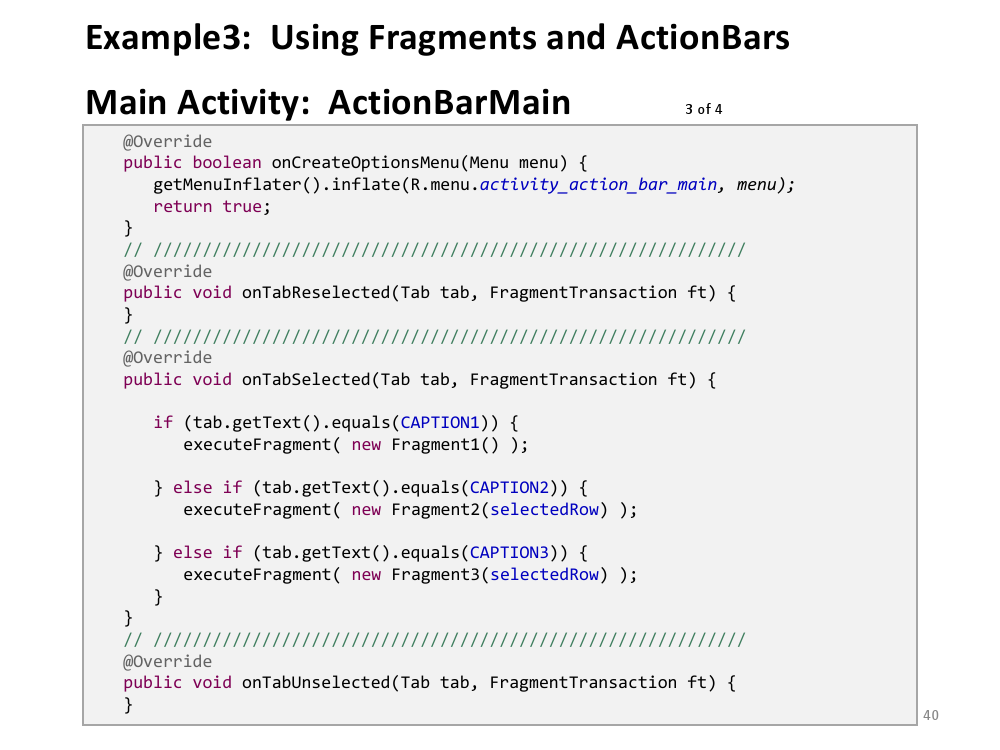 Example3:  Using Fragments and ActionBars
Main Activity:  ActionBarMain
3 of 4
@Override
public boolean onCreateOptionsMenu(Menu menu) {
   getMenuInflater().inflate(R.menu.activity_action_bar_main, menu);
   return true;
}
// ////////////////////////////////////////////////////////////
@Override
public void onTabReselected(Tab tab, FragmentTransaction ft) {
}
// ////////////////////////////////////////////////////////////
@Override
public void onTabSelected(Tab tab, FragmentTransaction ft) {
   if (tab.getText().equals(CAPTION1)) {
      executeFragment( new Fragment1() );
   } else if (tab.getText().equals(CAPTION2)) {
      executeFragment( new Fragment2(selectedRow) );
   } else if (tab.getText().equals(CAPTION3)) {
      executeFragment( new Fragment3(selectedRow) );
   }
}
// ////////////////////////////////////////////////////////////
@Override
public void onTabUnselected(Tab tab, FragmentTransaction ft) {
}
40